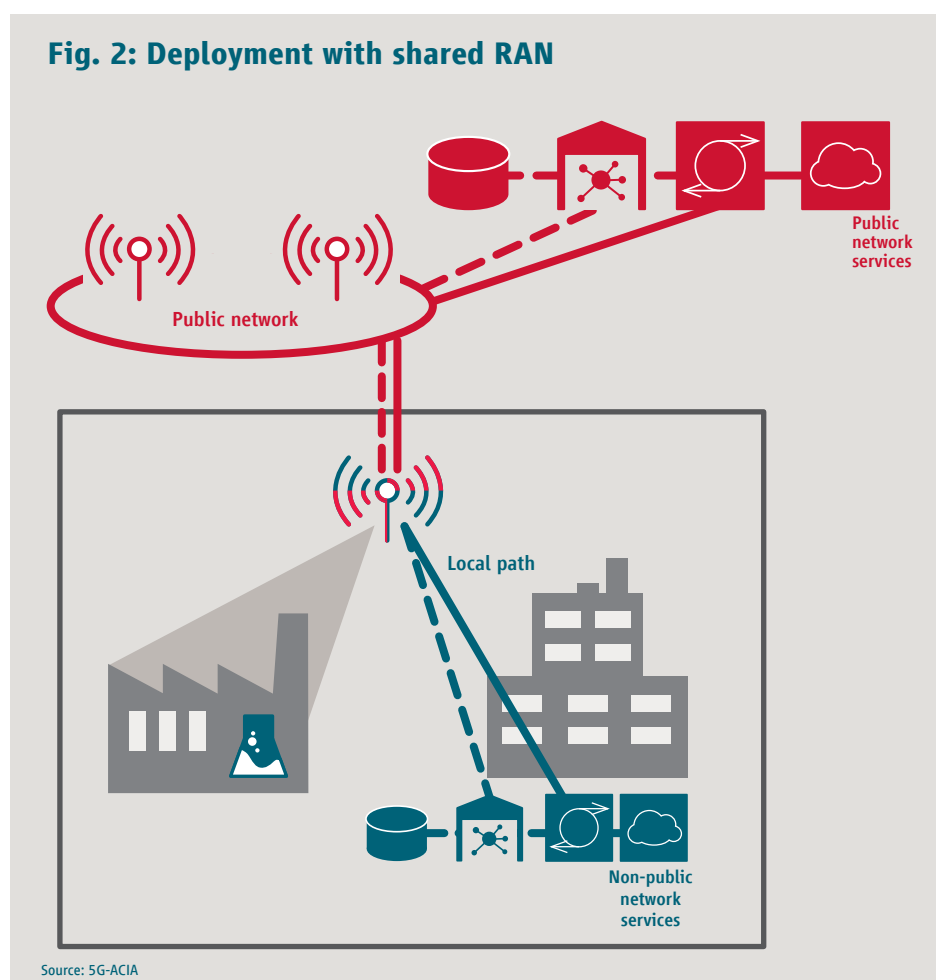 Fig. 2: Deployment with shared RAN
Public
network
services
Public network
Local path
Non-public
network
services
Source: 5G-ACIA